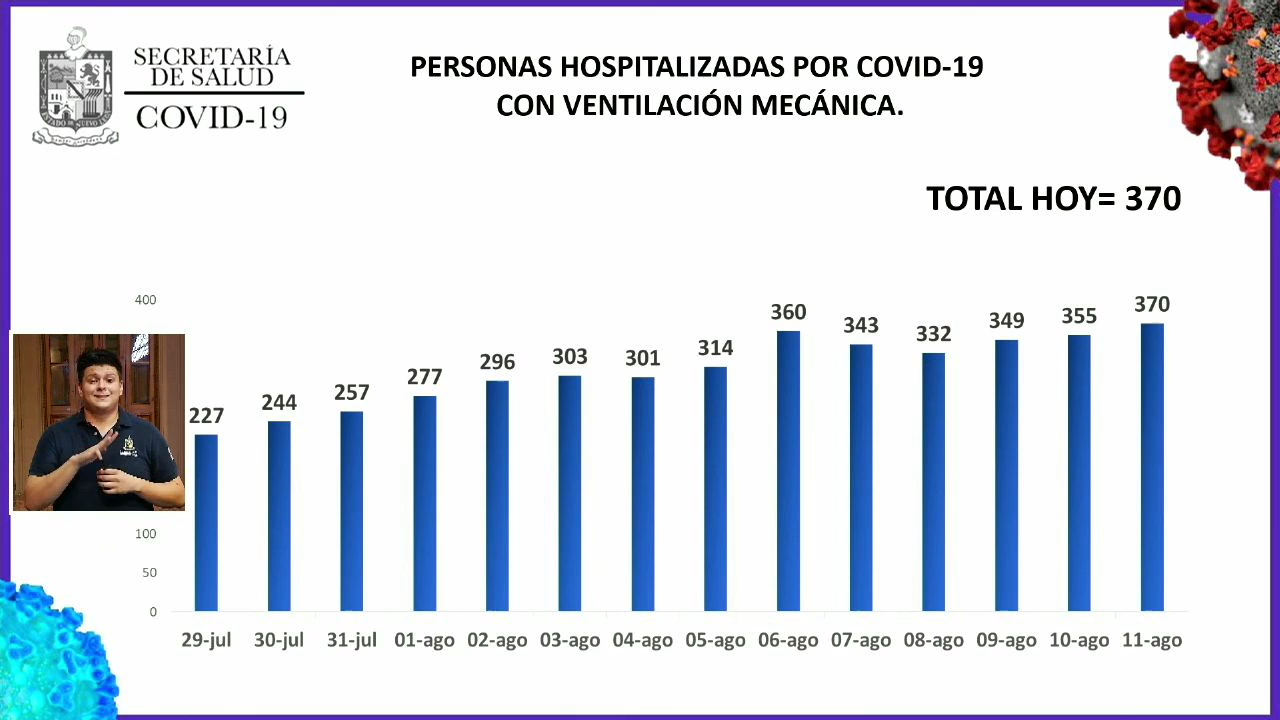 SECRETARÍA
DE SALUD
COVID-19
PERSONAS HOSPITALIZADAS POR COVID-19
CON VENTILACIÓN MECÁNICA.
TOTAL HOY= 370
400
100
50
0
227
244
257
277
296
303
301
314
360
343
332
349
355
370
29-jul
30-jul
31-jul
01-ago
02-ago
03-ago
04-ago
05-ago
06-ago
07-ago
08-ago
09-ago
10-ago
11-ago